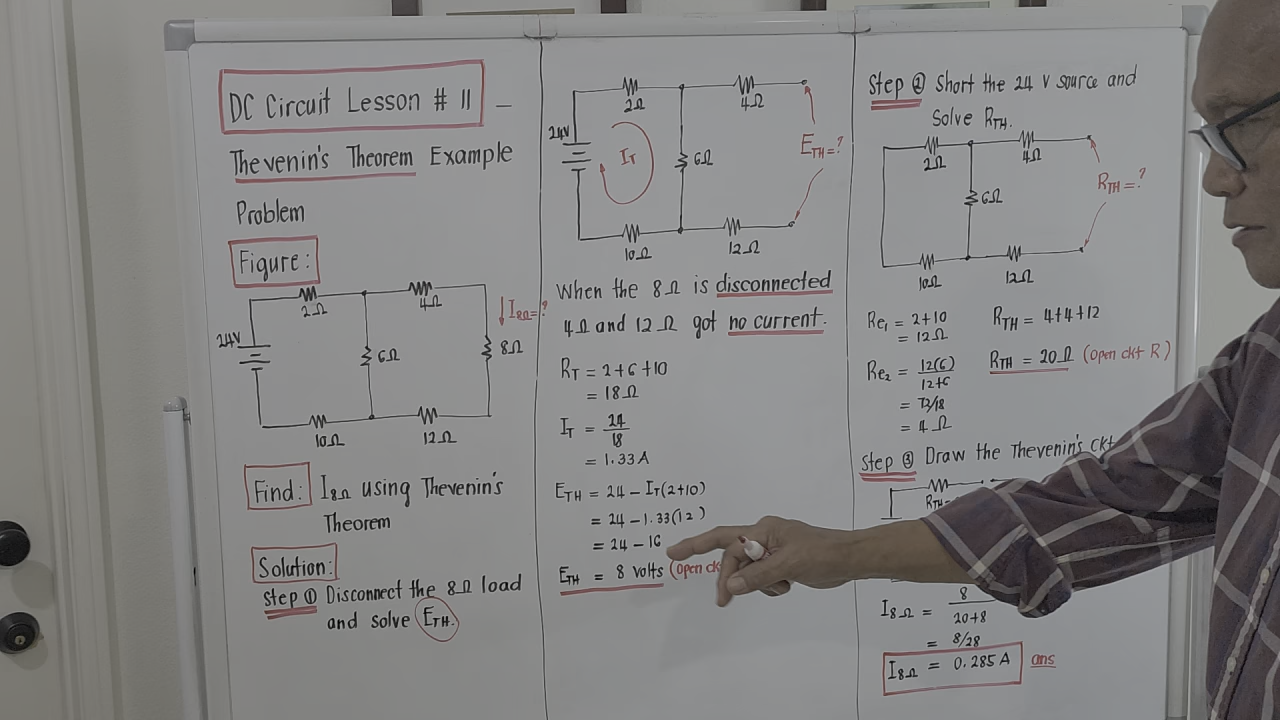 DC Circuit Lesson # 11 –
Thevenin's Theorem Example
Problem
Figure:
2Ω
4Ω
I8Ω=?
24V
6Ω
8Ω
10Ω
12Ω
Find: I8Ω using Thevenin's
Theorem
Solution:
Step ① Disconnect the 8Ω load
and solve ETH.
2Ω
4Ω
24V
IT
6Ω
ETH=?
10Ω
12Ω
When the 8Ω is disconnected
4Ω and 12Ω got no current.
RT = 2+6+10
= 18Ω
IT = 24/18
= 1.33A
ETH = 24 – IT(2+10)
= 24 – 1.33(12)
= 24 – 16
ETH = 8 volts (open ck
Step ② Short the 24 V source and
Solve RTH.
2Ω
4Ω
6Ω
RTH=?
10Ω
12Ω
Re1 = 2+10
= 12Ω
Re2 = 12(6)/12+6
= 72/18
= 4Ω
RTH = 4+4+12
RTH = 20Ω (open ckt R)
Step ③ Draw the Thevenin's ckt
RTH=
I8Ω = 8/20+8
= 8/28
I8Ω = 0.285A ans